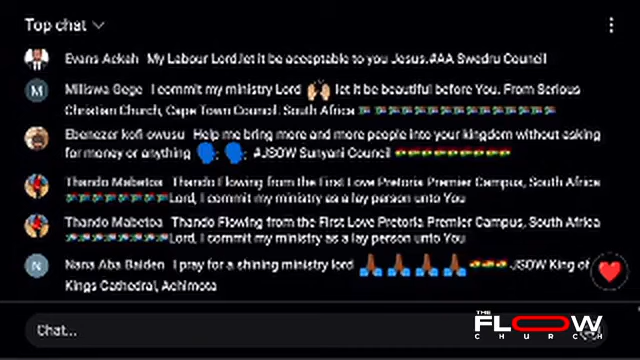 Top chat
Evans Ackah My Labour Lord,let it be acceptable to you Jesus.#AA Swedru Council
M Miliswa Gege I commit my ministry Lord 🙌🏼 let it be beautiful before You. From Serious
Christian Church, Cape Town Council. South Africa
Ebenezer kofi owusu Help me bring more and more people into your kingdom without asking
for money or anything 🗣 🗣 #JSOW Sunyani Council
Thando Mabetoa Thando Flowing from the First Love Pretoria Premier Campus, South Africa
Lord, I commit my ministry as a lay person unto You
Thando Mabetoa Thando Flowing from the First Love Pretoria Premier Campus, South Africa
Lord, I commit my ministry as a lay person unto You
N Nana Aba Baiden I pray for a shining ministry lord 🙏🏾 🙏🏾 🙏🏾 🙏🏾 JSOW King of
Kings Cathedral, Achimota
Chat...
THE
FLOW
CHURCH